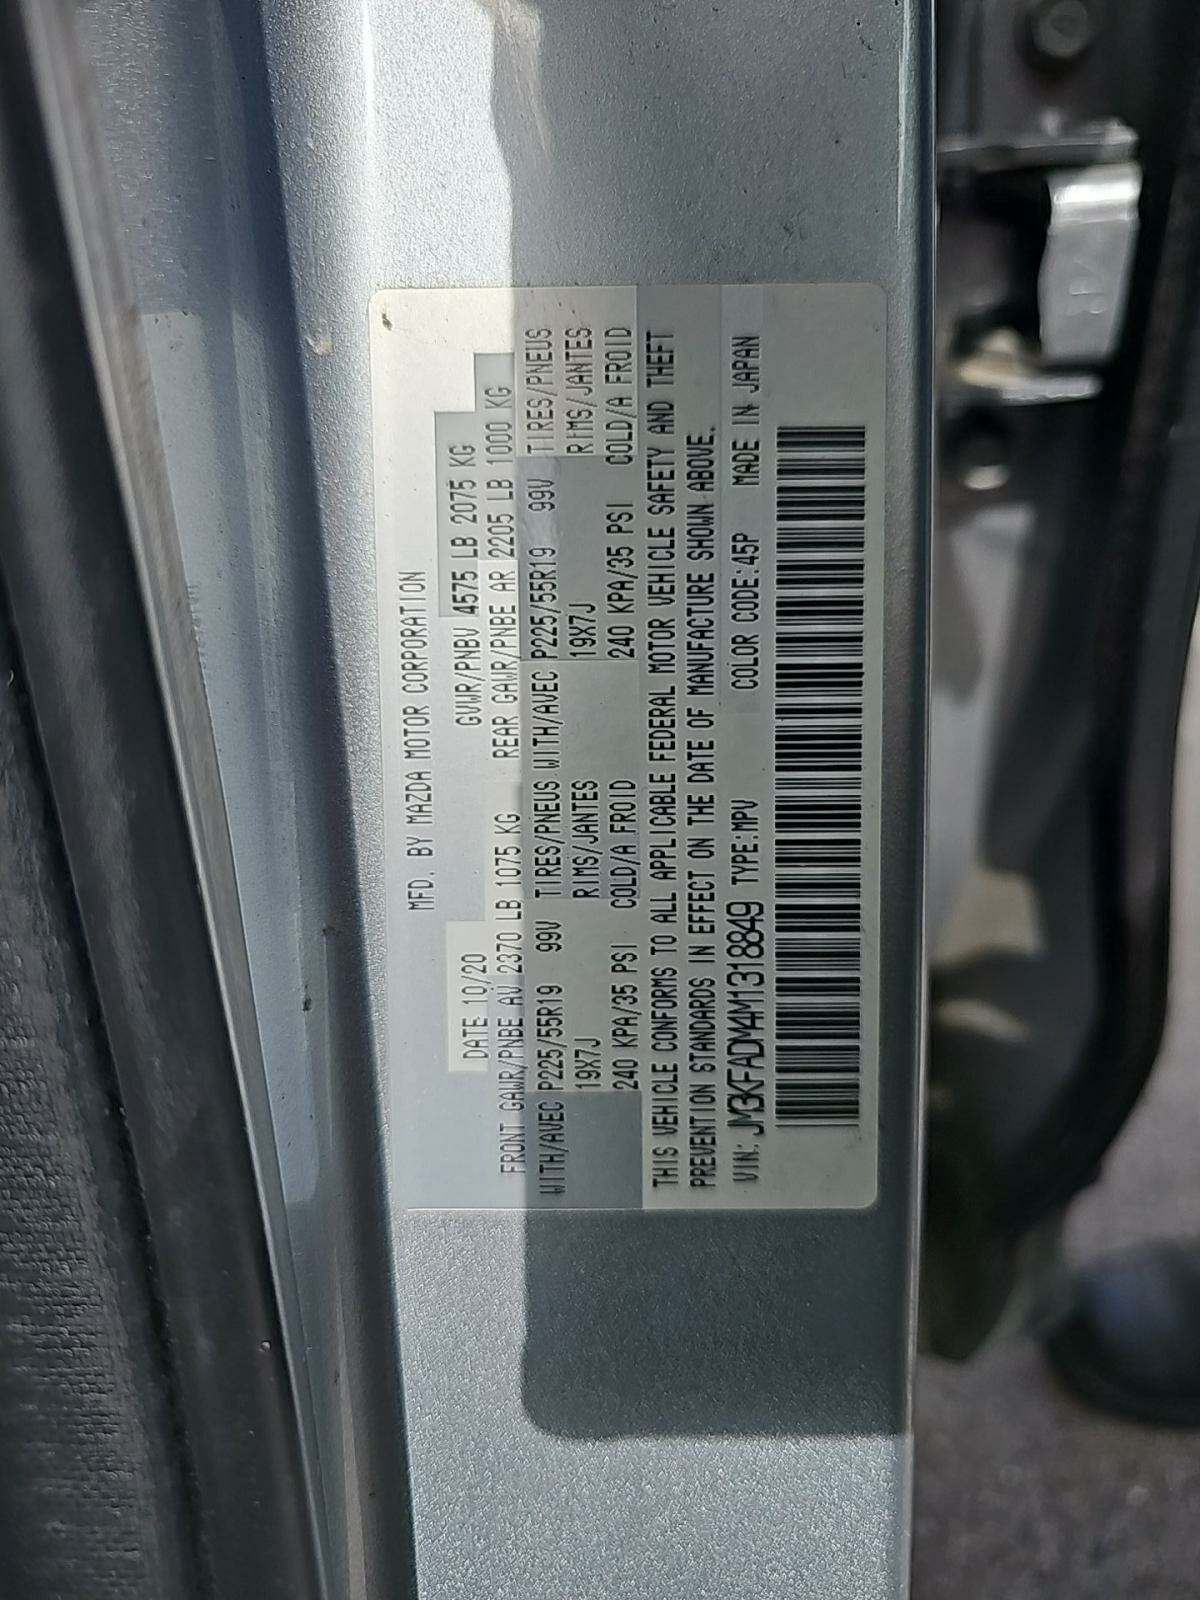 MFD. BY MAZDA MOTOR CORPORATION
DATE 10/20 GVWR/PNBV 4575 LB 2075 KG
FRONT GAWR/PNBE AV 2370 LB 1075 KG REAR GAWR/PNBE AR 2205 LB 1000 KG
WITH/AVEC P225/55R19 99V TIRES/PNEUS WITH/AVEC P225/55R19 99V TIRES/PNEUS
19X7J RIMS/JANTES 19X7J RIMS/JANTES
240 KPA/35 PSI COLD/A FROID 240 KPA/35 PSI COLD/A FROID
THIS VEHICLE CONFORMS TO ALL APPLICABLE FEDERAL MOTOR VEHICLE SAFETY AND THEFT
PREVENTION STANDARDS IN EFFECT ON THE DATE OF MANUFACTURE SHOWN ABOVE.
VIN: JM3KFADM4M1318849 TYPE:MPV COLOR CODE:45P MADE IN JAPAN